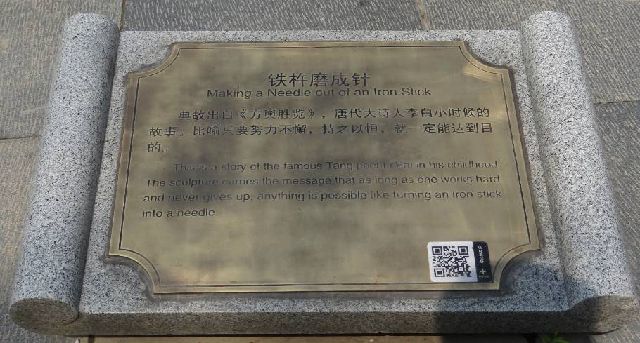 铁杵磨成针
Making a Needle out of an Iron Stick
典故出自《方舆胜览》，唐代大诗人李白小时候的
故事。比喻只要努力不懈，持之以恒，就一定能达到目
的。
This is a story of the famous Tang poet Libai in his childhood.
The sculpture carries the message that as long as one works hard
and never gives up, anything is possible like turning an iron stick
into a needle.